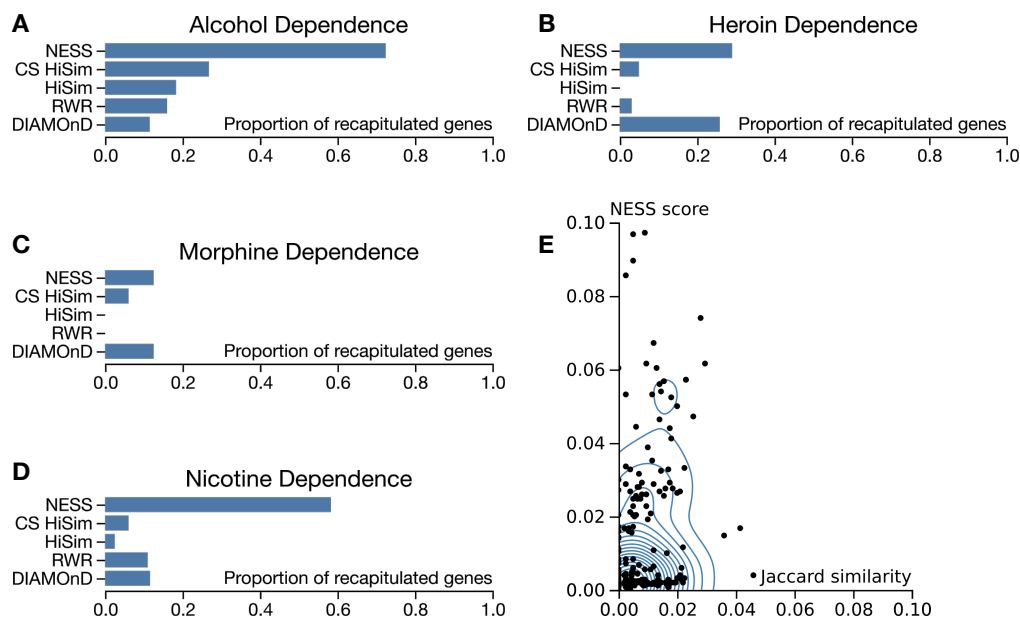 A
Alcohol Dependence
NESS
CS HiSim
HiSim
RWR
DIAMOnD
Proportion of recapitulated genes
0.0 0.2 0.4 0.6 0.8 1.0
B
Heroin Dependence
NESS
CS HiSim
HiSim
RWR
DIAMOnD
Proportion of recapitulated genes
0.0 0.2 0.4 0.6 0.8 1.0
C
Morphine Dependence
NESS
CS HiSim
HiSim
RWR
DIAMOnD
Proportion of recapitulated genes
0.0 0.2 0.4 0.6 0.8 1.0
D
Nicotine Dependence
NESS
CS HiSim
HiSim
RWR
DIAMOnD
Proportion of recapitulated genes
0.0 0.2 0.4 0.6 0.8 1.0
E
NESS score
0.10
0.08
0.06
0.04
0.02
0.00
Jaccard similarity
0.00 0.02 0.04 0.06 0.08 0.10